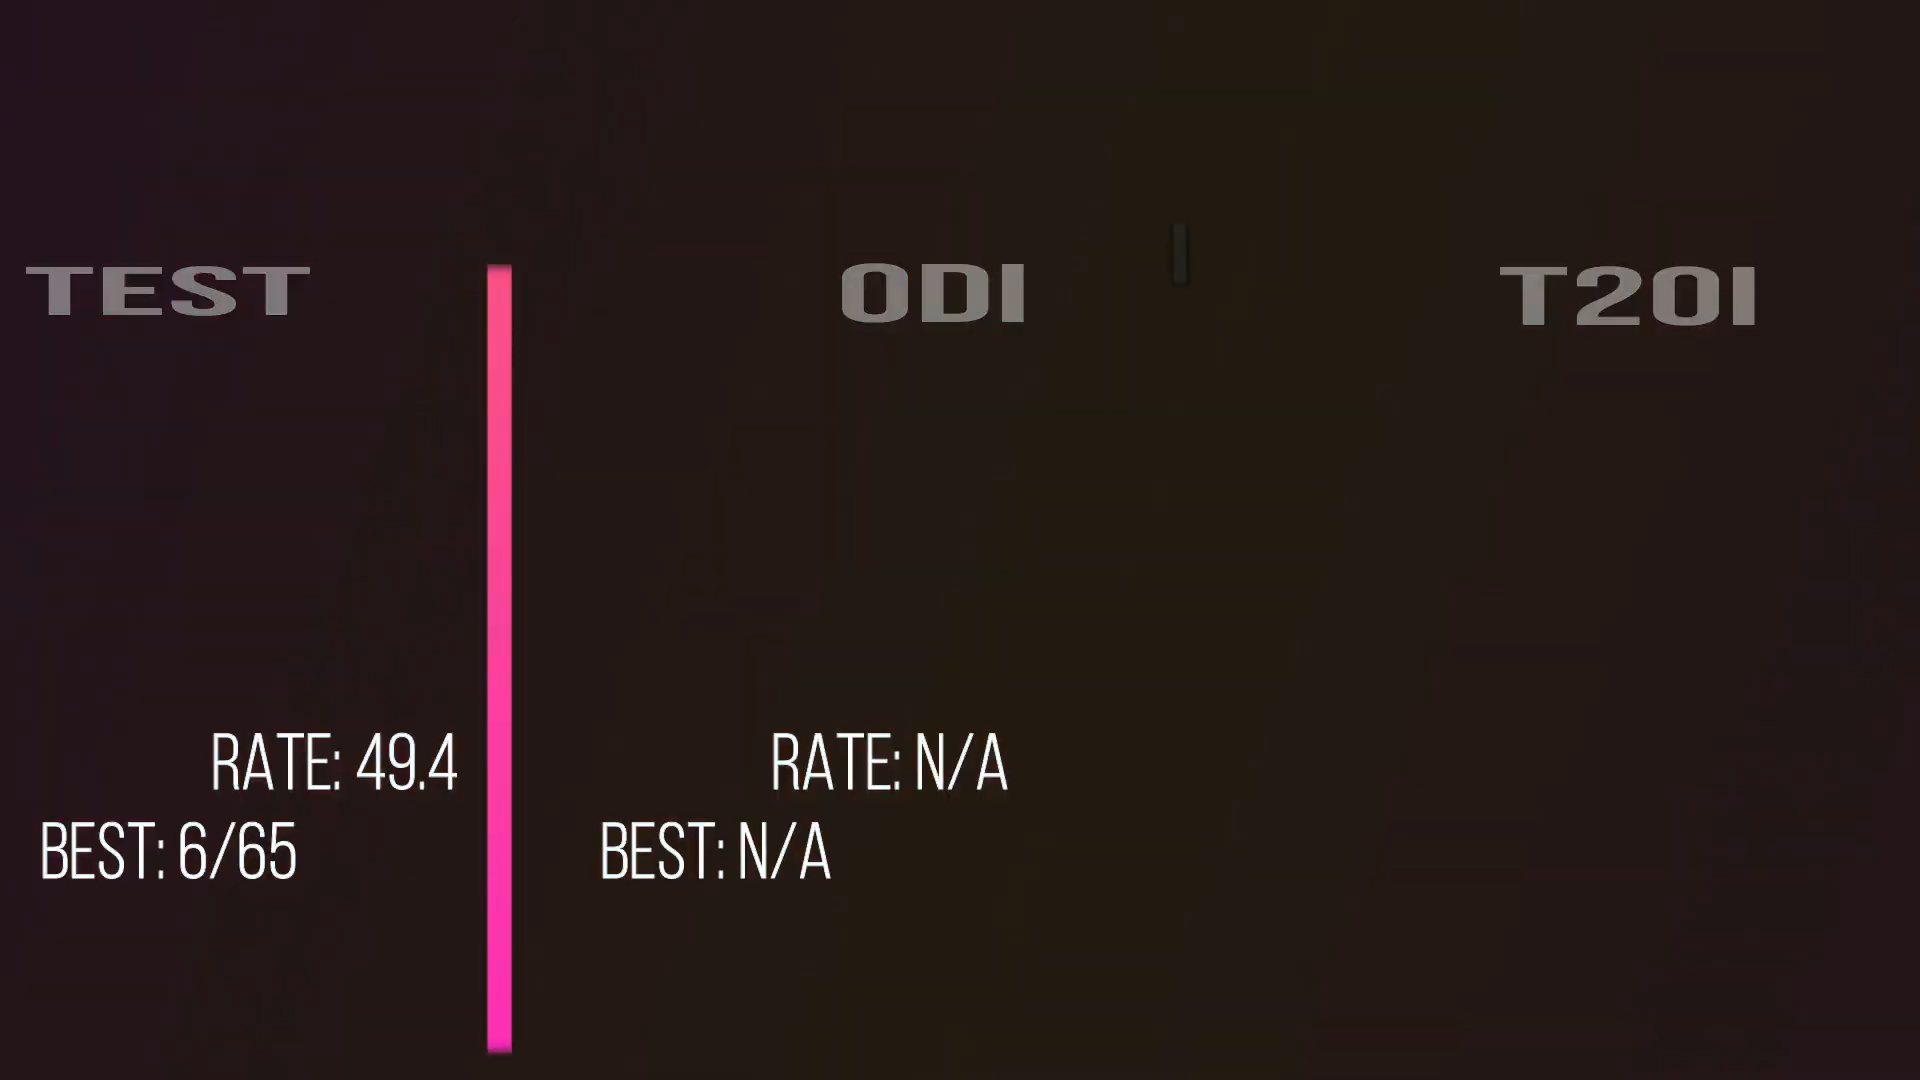 TEST
ODI
T20I
RATE: 49.4
BEST: 6/65
RATE: N/A
BEST: N/A